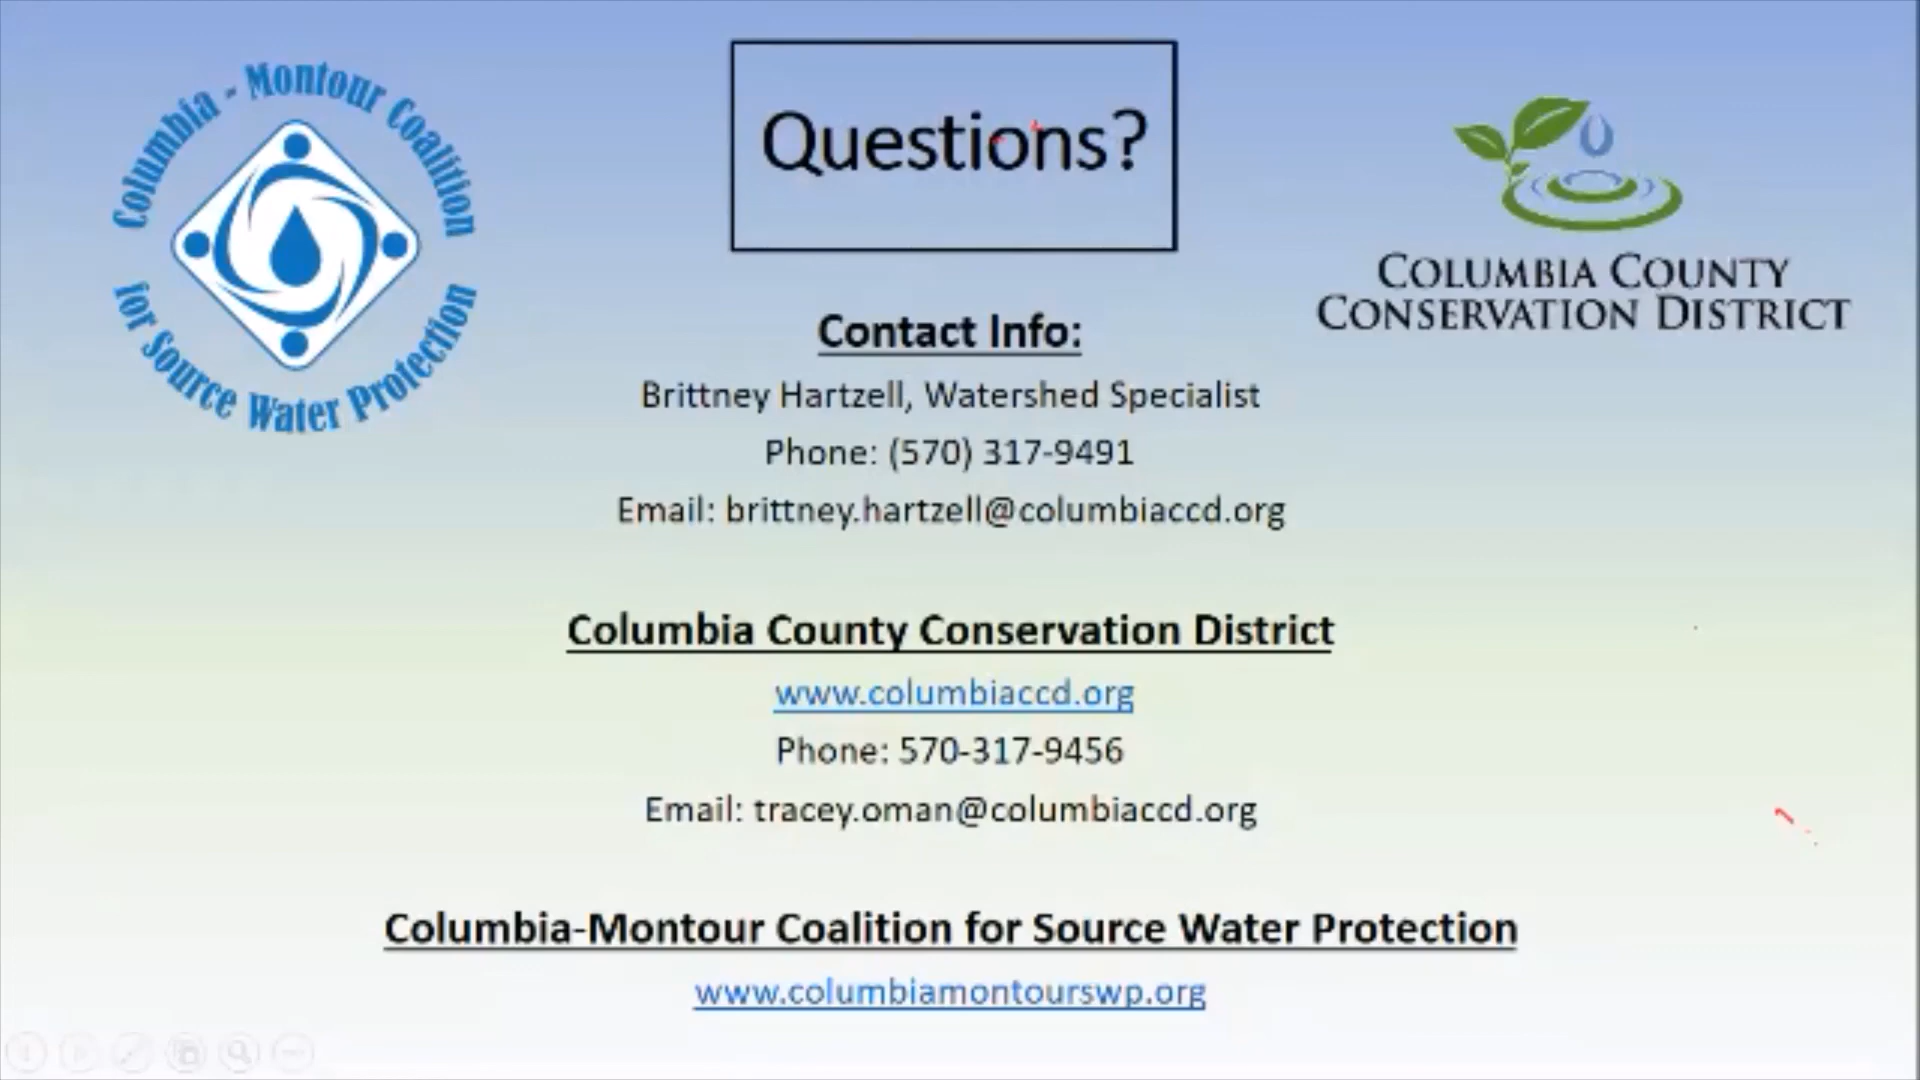 Columbia - Montour Coalition
for Source Water Protection
Questions?
COLUMBIA COUNTY
CONSERVATION DISTRICT
Contact Info:
Brittney Hartzell, Watershed Specialist
Phone: (570) 317-9491
Email: brittney.hartzell@columbiaccd.org
Columbia County Conservation District
www.columbiaccd.org
Phone: 570-317-9456
Email: tracey.oman@columbiaccd.org
Columbia-Montour Coalition for Source Water Protection
www.columbiamontourswp.org